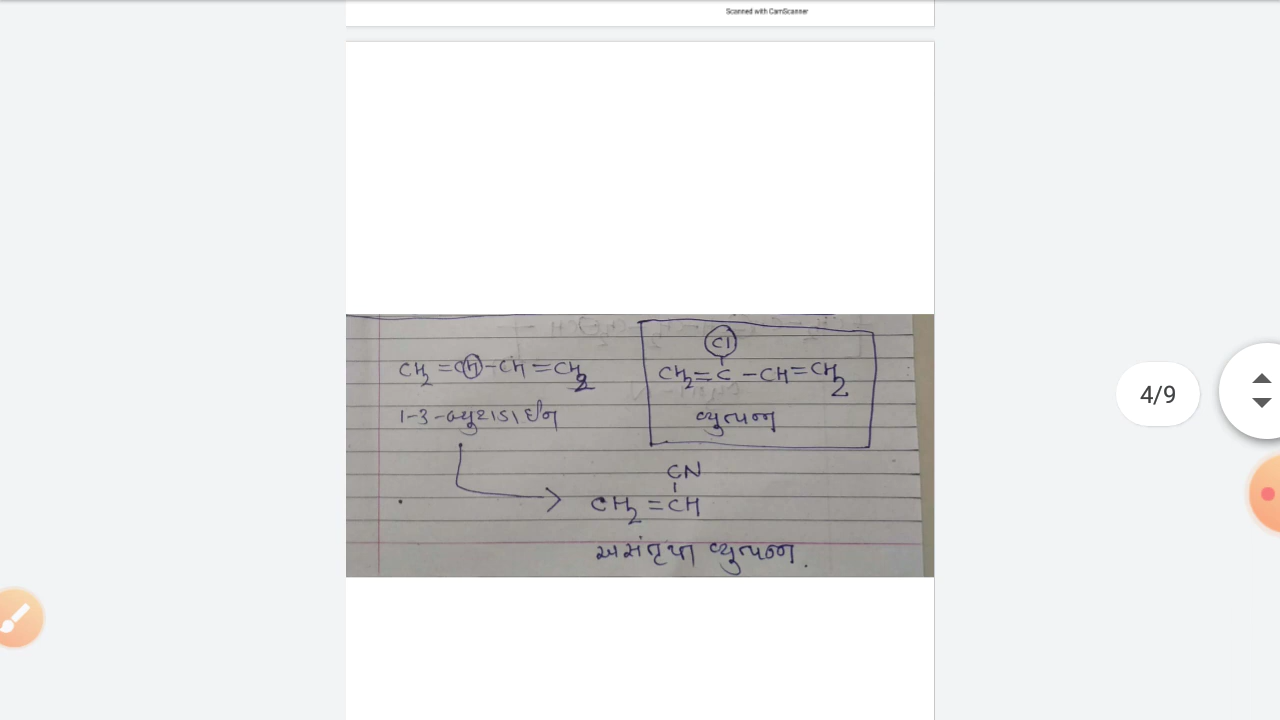 Scanned with CamScanner
CH2 = CH - CH = CH2
1-3-બ્યુટાડાઈન
Cl
CH2 = C - CH = CH2
વ્યુત્પન્ન
CN
CH2 = CH
અસંતૃપ્ત વ્યુત્પન્ન.
4/9